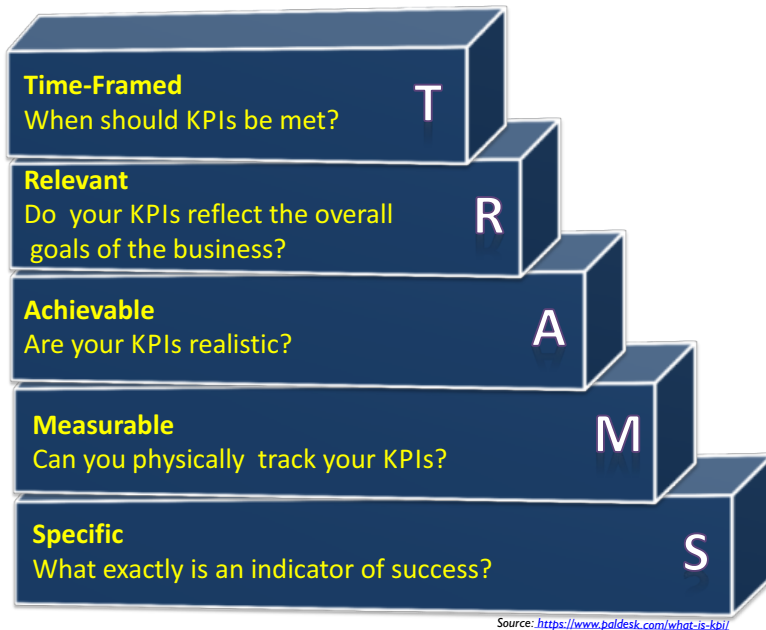 Time-Framed
When should KPIs be met?
T
Relevant
Do your KPIs reflect the overall
goals of the business?
R
Achievable
Are your KPIs realistic?
A
Measurable
Can you physically track your KPIs?
M
Specific
What exactly is an indicator of success?
S
Source: https://www.paldesk.com/what-is-kpi/